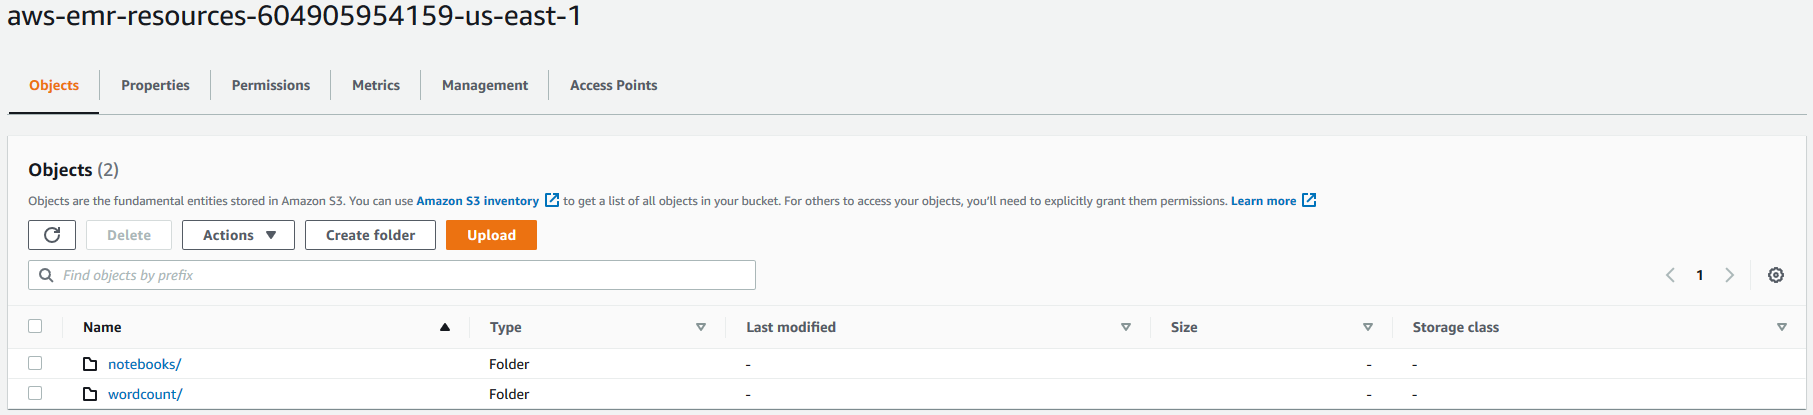 aws-emr-resources-604905954159-us-east-1
Objects Properties Permissions Metrics Management Access Points
Objects (2)
Objects are the fundamental entities stored in Amazon S3. You can use Amazon S3 inventory to get a list of all objects in your bucket. For others to access your objects, you'll need to explicitly grant them permissions. Learn more
Delete Actions Create folder Upload
Find objects by prefix 1
Name Type Last modified Size Storage class
notebooks/ Folder - - -
wordcount/ Folder - - -